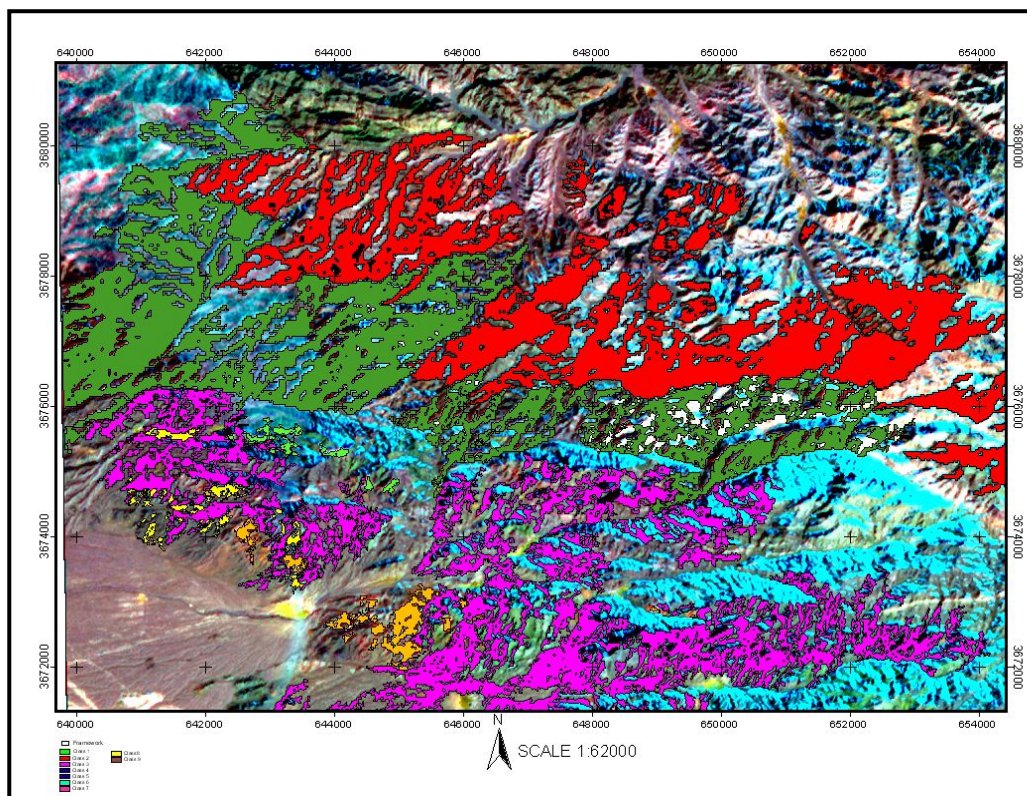 640000 642000 644000 646000 648000 650000 652000 654000
3680000 3680000
3678000 3678000
3676000 3676000
3674000 3674000
3672000 3672000
640000 642000 644000 646000 648000 650000 652000 654000
N
SCALE 1:62000
Framework
Class 1
Class 2
Class 3
Class 4
Class 5
Class 6
Class 7
Class 8
Class 9